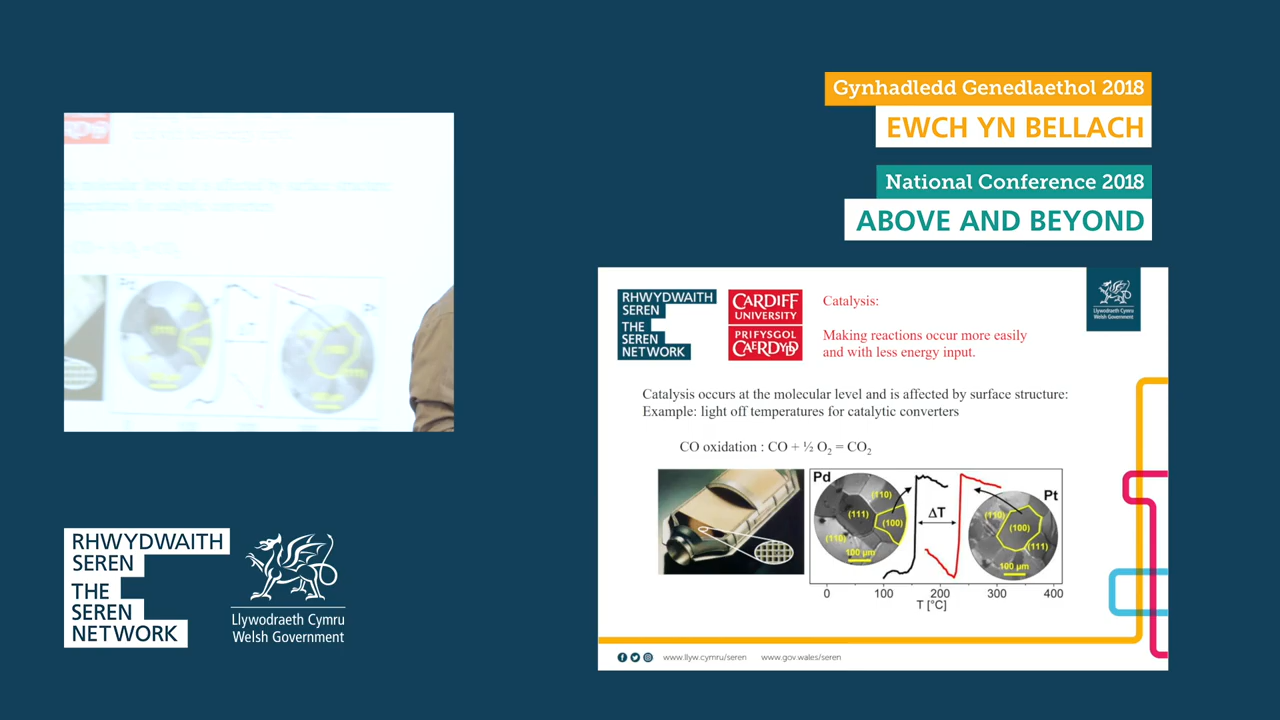 Gynhadledd Genedlaethol 2018
EWCH YN BELLACH
National Conference 2018
ABOVE AND BEYOND
RHWYDWAITH
SEREN
THE
SEREN
NETWORK
CARDIFF
UNIVERSITY
PRIFYSGOL
CAERDYDD
Catalysis:
Making reactions occur more easily
and with less energy input.
Llywodraeth Cymru
Welsh Government
Catalysis occurs at the molecular level and is affected by surface structure:
Example: light off temperatures for catalytic converters
CO oxidation : CO + ½ O₂ = CO₂
Pd
(110)
(111)
(100)
(110)
100 µm
ΔT
Pt
(110)
(100)
(111)
100 µm
0 100 200 300 400
T [°C]
www.llyw.cymru/seren www.gov.wales/seren
RHWYDWAITH
SEREN
THE
SEREN
NETWORK
Llywodraeth Cymru
Welsh Government